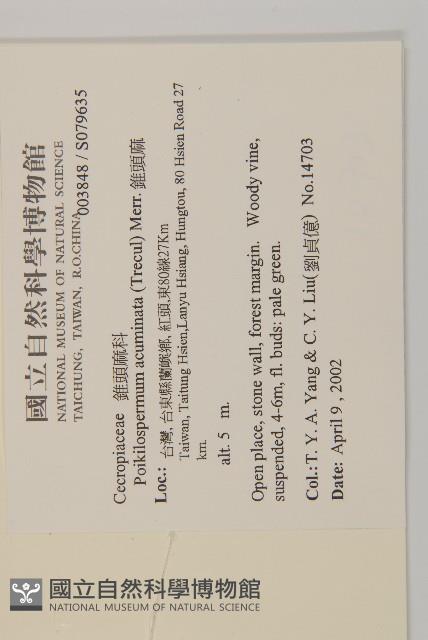 國立自然科學博物館
NATIONAL MUSEUM OF NATURAL SCIENCE
TAICHUNG, TAIWAN, R.O.CHINA
003848 / S079635
Cecropiaceae 錐頭麻科
Poikilospermum acuminata (Trecul) Merr. 錐頭麻
Loc.: 台灣, 台東縣蘭嶼鄉, 紅頭,東80線27Km
Taiwan, Taitung Hsien,Lanyu Hsiang, Hungtou, 80 Hsien Road 27
km.
alt. 5 m.
Open place, stone wall, forest margin. Woody vine,
suspended, 4-6m, fl. buds: pale green.
Col.: T. Y. A. Yang & C. Y. Liu(劉貞億) No.14703
Date: April 9 , 2002
國立自然科學博物館
NATIONAL MUSEUM OF NATURAL SCIENCE